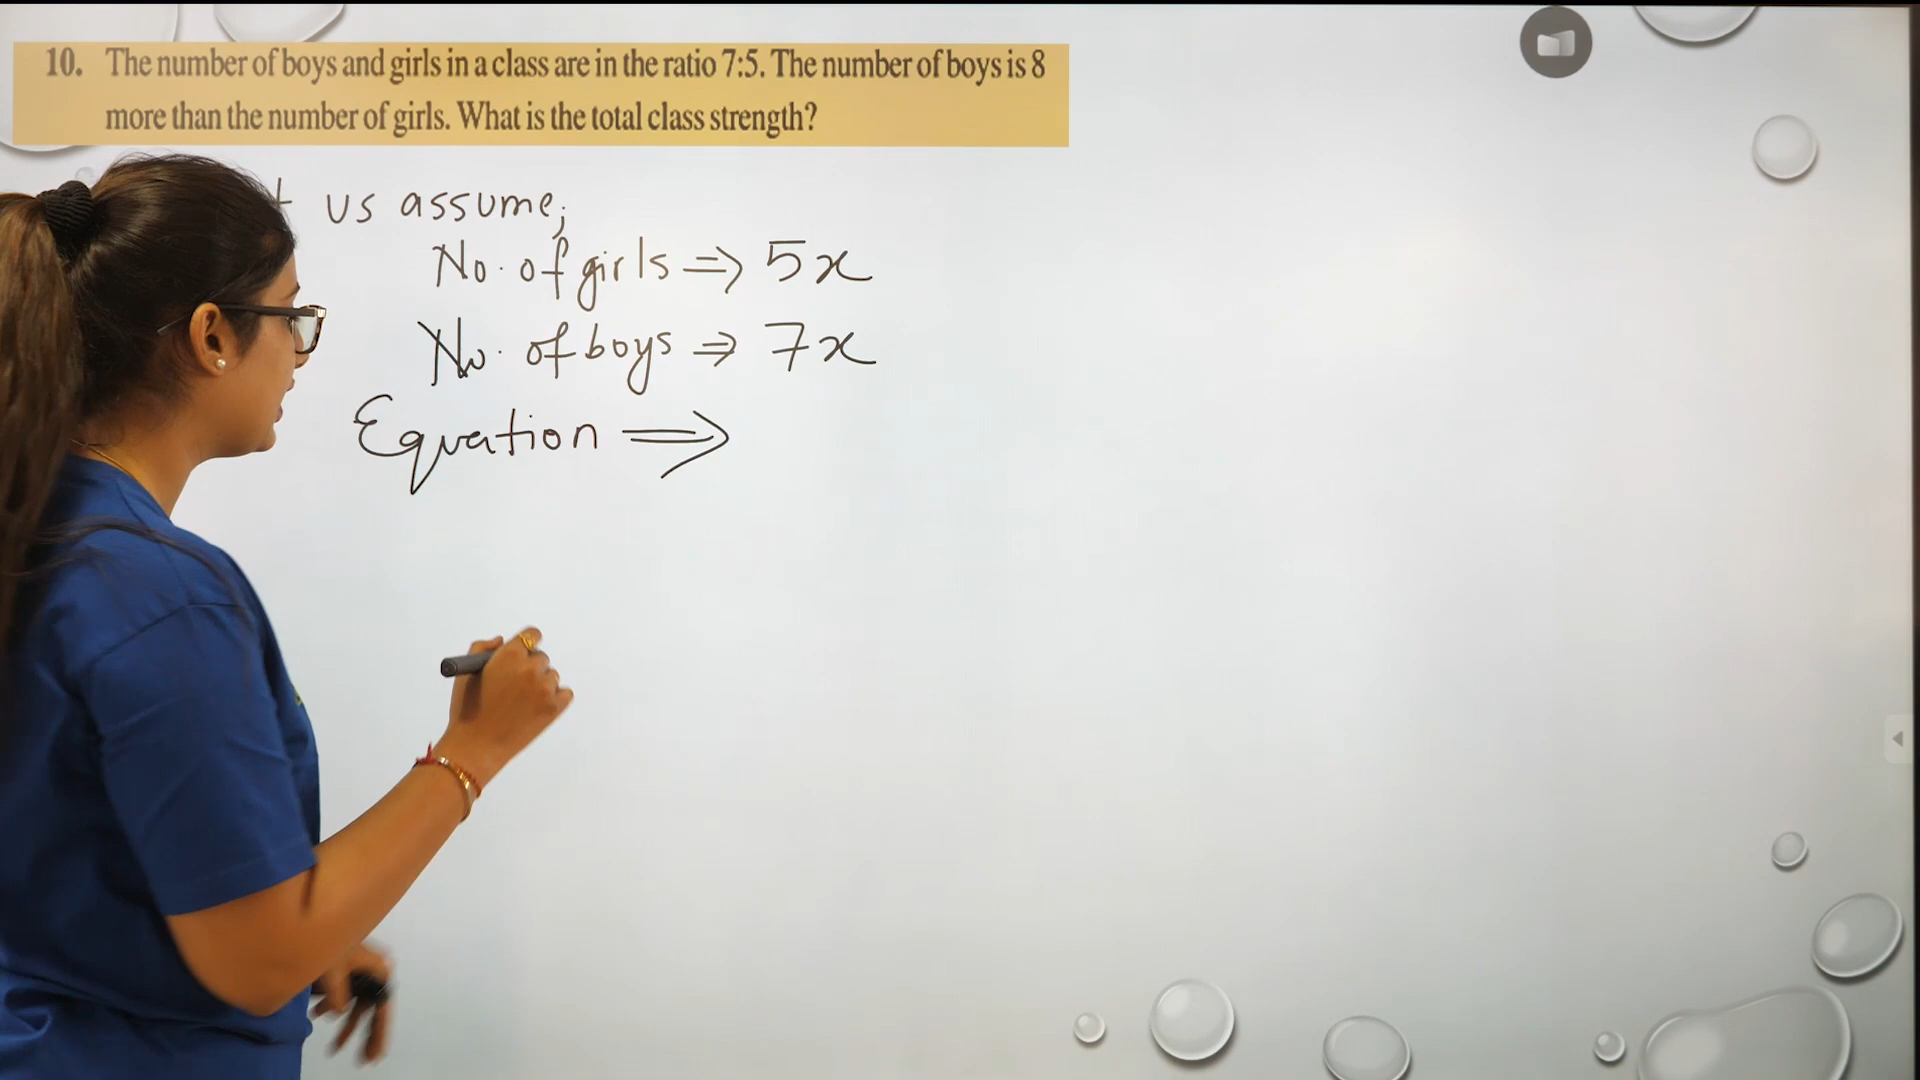 10. The number of boys and girls in a class are in the ratio 7:5. The number of boys is 8
more than the number of girls. What is the total class strength?
us assume;
No. of girls ⇒ 5x
No. of boys ⇒ 7x
Equation ⇒